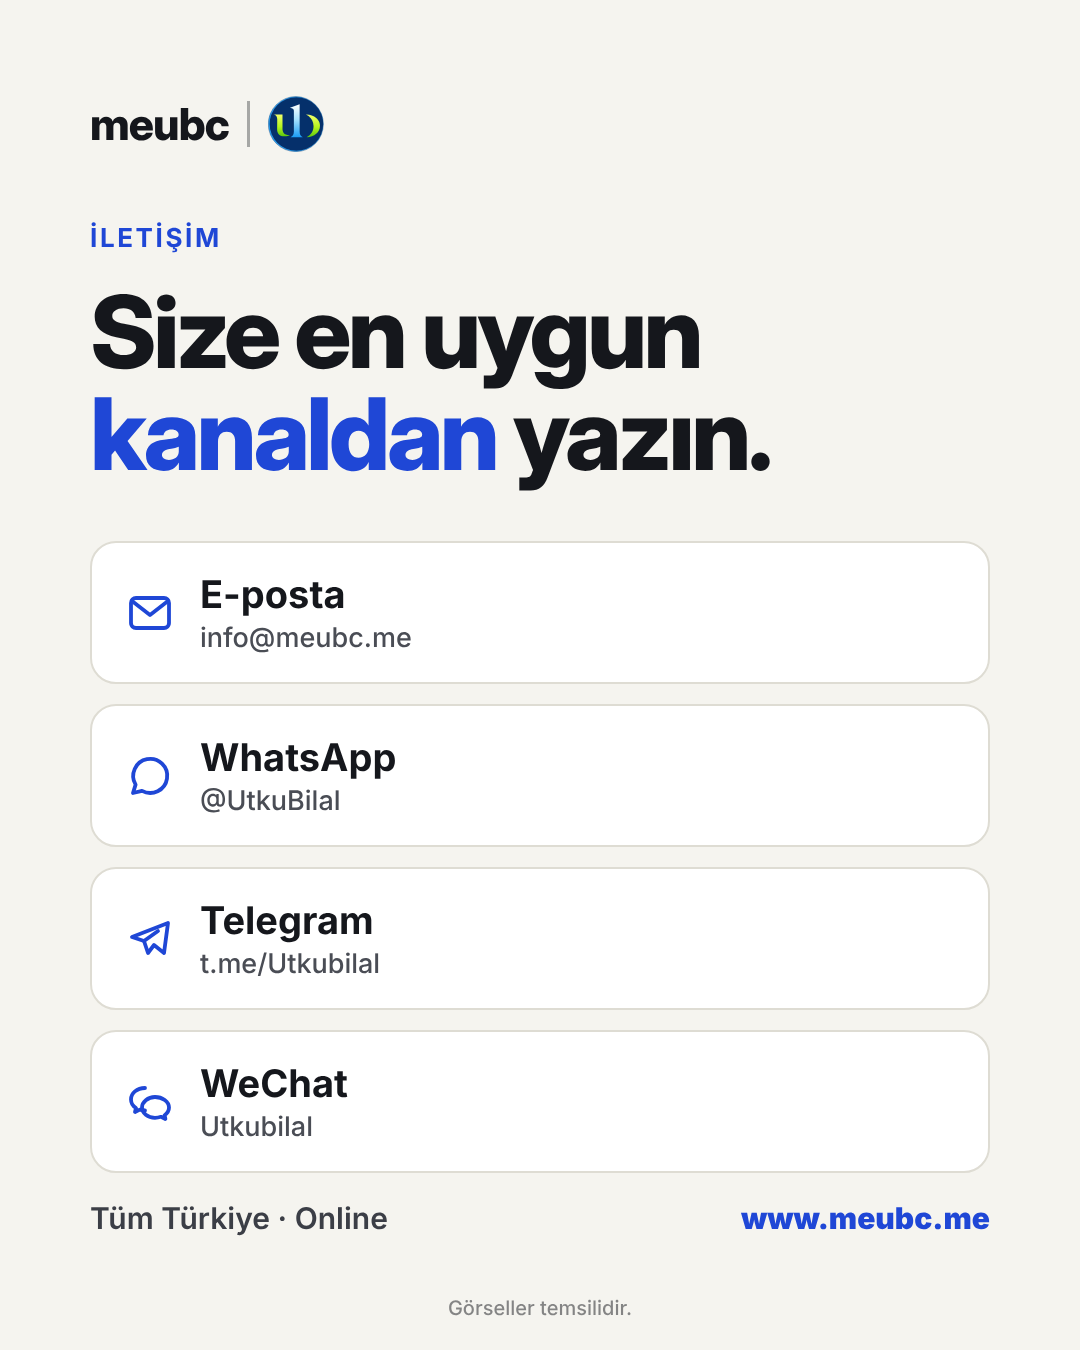 meubc
ub
İLETİŞİM
Size en uygun
kanaldan yazın.
E-posta
info@meubc.me
WhatsApp
@UtkuBilal
Telegram
t.me/Utkubilal
WeChat
Utkubilal
Tüm Türkiye · Online
www.meubc.me
Görseller temsilidir.